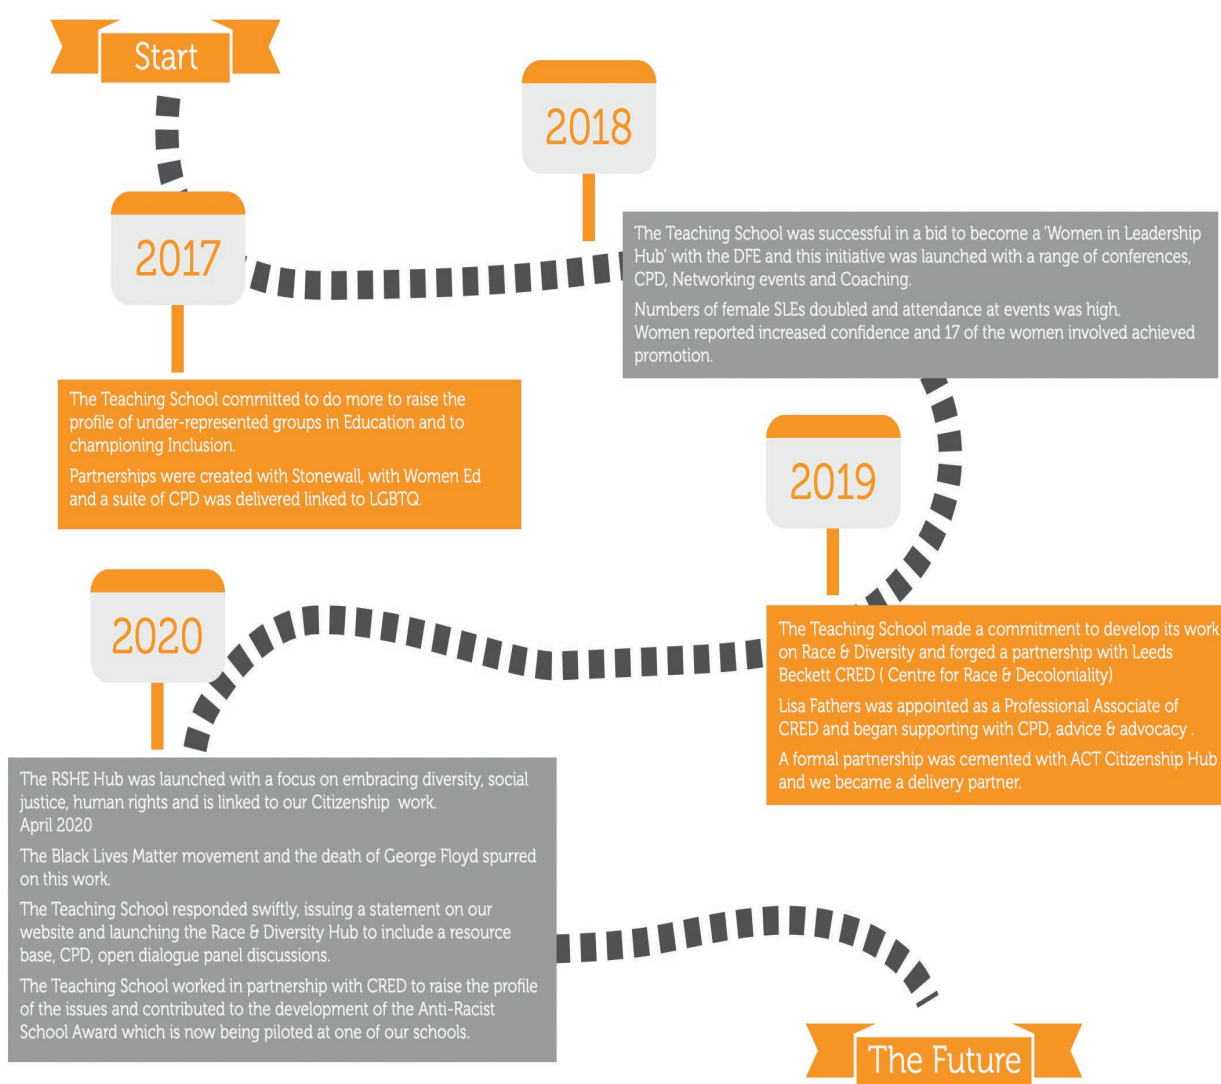 Start
2017
The Teaching School committed to do more to raise the
profile of under-represented groups in Education and to
championing Inclusion.
Partnerships were created with Stonewall, with Women Ed
and a suite of CPD was delivered linked to LGBTQ.
2018
The Teaching School was successful in a bid to become a 'Women in Leadership
Hub' with the DFE and this initiative was launched with a range of conferences,
CPD, Networking events and Coaching.
Numbers of female SLEs doubled and attendance at events was high.
Women reported increased confidence and 17 of the women involved achieved
promotion.
2019
The Teaching School made a commitment to develop its work
on Race & Diversity and forged a partnership with Leeds
Beckett CRED ( Centre for Race & Decoloniality)
Lisa Fathers was appointed as a Professional Associate of
CRED and began supporting with CPD, advice & advocacy .
A formal partnership was cemented with ACT Citizenship Hub
and we became a delivery partner.
2020
The RSHE Hub was launched with a focus on embracing diversity, social
justice, human rights and is linked to our Citizenship work.
April 2020
The Black Lives Matter movement and the death of George Floyd spurred
on this work.
The Teaching School responded swiftly, issuing a statement on our
website and launching the Race & Diversity Hub to include a resource
base, CPD, open dialogue panel discussions.
The Teaching School worked in partnership with CRED to raise the profile
of the issues and contributed to the development of the Anti-Racist
School Award which is now being piloted at one of our schools.
The Future